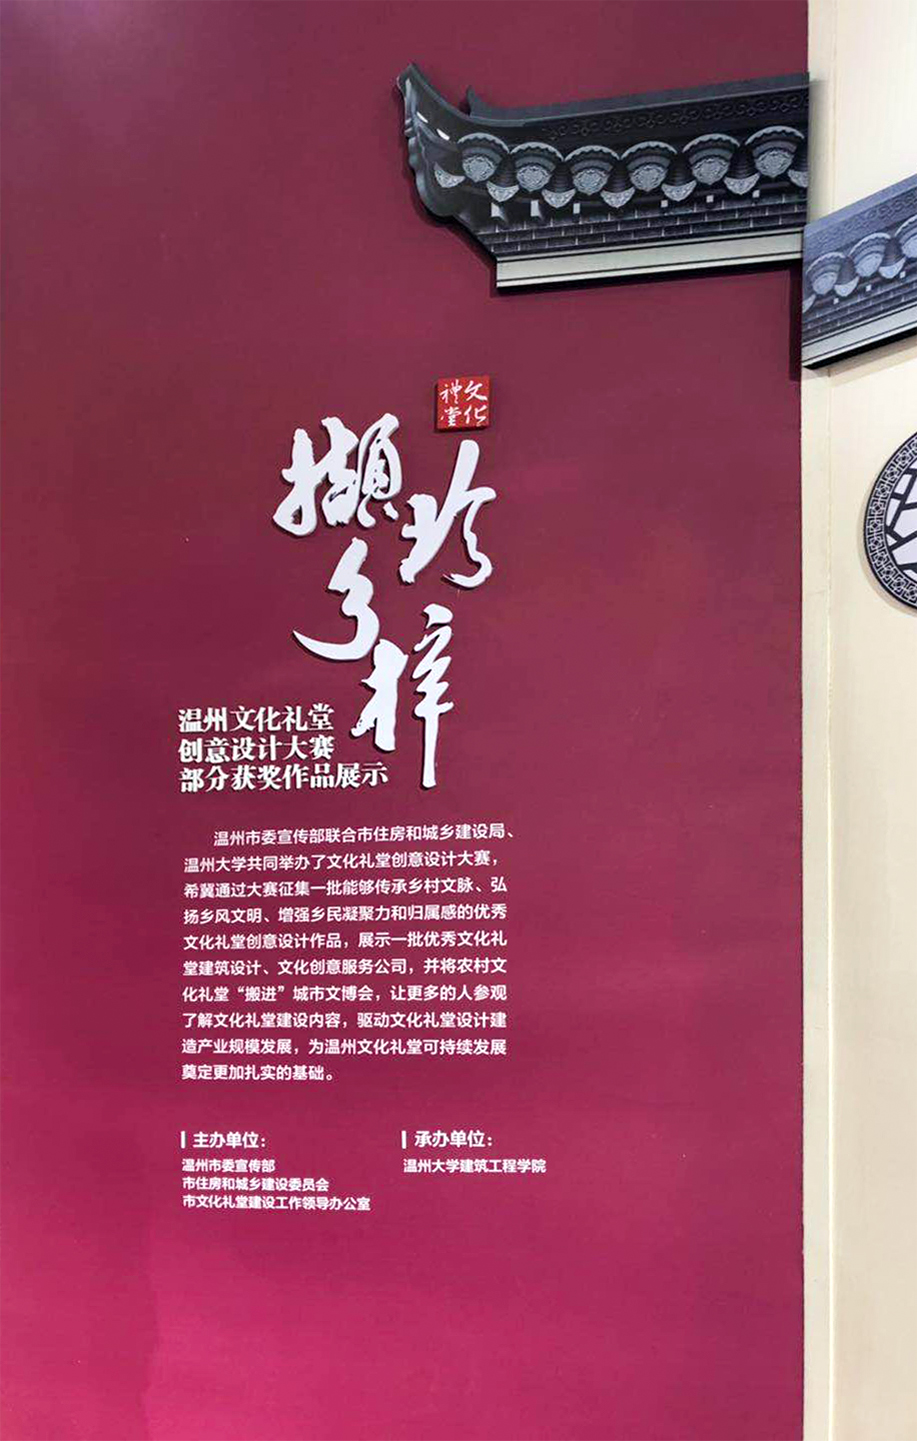 文化
禮堂
撷珍
乡梓
温州文化礼堂
创意设计大赛
部分获奖作品展示
温州市委宣传部联合市住房和城乡建设局、
温州大学共同举办了文化礼堂创意设计大赛，
希冀通过大赛征集一批能够传承乡村文脉、弘
扬乡风文明、增强乡民凝聚力和归属感的优秀
文化礼堂创意设计作品，展示一批优秀文化礼
堂建筑设计、文化创意服务公司，并将农村文
化礼堂“搬进”城市文博会，让更多的人参观
了解文化礼堂建设内容，驱动文化礼堂设计建
造产业规模发展，为温州文化礼堂可持续发展
奠定更加扎实的基础。
主办单位：
温州市委宣传部
市住房和城乡建设委员会
市文化礼堂建设工作领导办公室
承办单位：
温州大学建筑工程学院